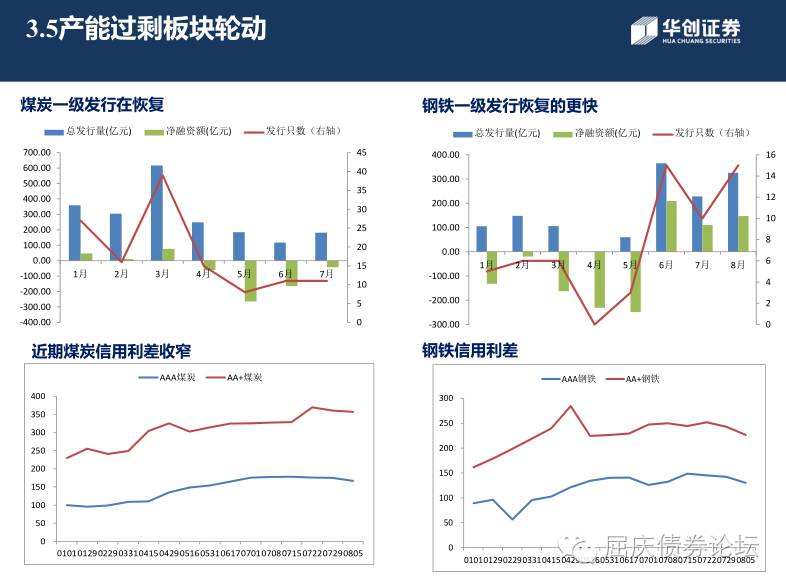 3.5产能过剩板块轮动
华创证券
HUA CHUANG SECURITIES
煤炭一级发行在恢复
总发行量(亿元) 净融资额(亿元) 发行只数（右轴）
700.00 45
600.00 40
500.00 35
400.00 30
300.00 25
200.00 20
100.00 15
0.00 10
-100.00 5
-200.00 0
-300.00
-400.00
1月 2月 3月 4月 5月 6月 7月
钢铁一级发行恢复的更快
总发行量(亿元) 净融资额(亿元) 发行只数（右轴）
400.00 16
300.00 14
200.00 12
100.00 10
0.00 8
-100.00 6
-200.00 4
-300.00 2
0
1月 2月 3月 4月 5月 6月 7月 8月
近期煤炭信用利差收窄
AAA煤炭 AA+煤炭
400
350
300
250
200
150
100
50
0
0101 0129 0229 0331 0415 0429 0516 0531 0617 0701 0708 0715 0722 0729 0805
钢铁信用利差
AAA钢铁 AA+钢铁
300
250
200
150
100
50
0
0101 0129 0229 0331 0415 0429 0531 0617 0701 0708 0715 0722 0729 0805
屈庆债券论坛